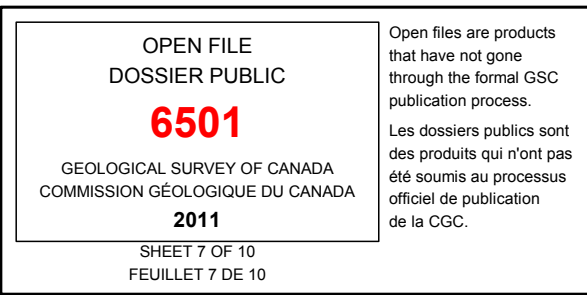 OPEN FILE
DOSSIER PUBLIC
6501
GEOLOGICAL SURVEY OF CANADA
COMMISSION GÉOLOGIQUE DU CANADA
2011
SHEET 7 OF 10
FEUILLET 7 DE 10
Open files are products
that have not gone
through the formal GSC
publication process.
Les dossiers publics sont
des produits qui n'ont pas
été soumis au processus
officiel de publication
de la CGC.